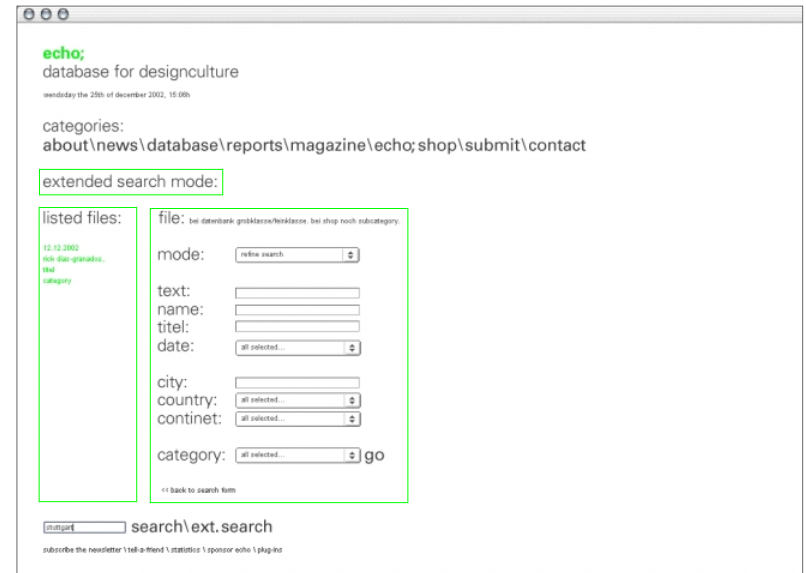 echo;
database for designculture
wendsday the 25th of december 2002, 15:06h
categories:
about\news\database\reports\magazine\echo;shop\submit\contact
extended search mode:
listed files:
12.12.2002
rick diaz-granados..
titel
category
file: bei datenbank grobklasse/feinklasse. bei shop noch subcategory.
mode: refine search
text:
name:
titel:
date: all selected...
city:
country: all selected...
continet: all selected...
category: all selected... go
<< back to search form
stuttgart search\ext.search
subscribe the newsletter \ tell-a-friend \ statistics \ sponsor echo \ plug-ins